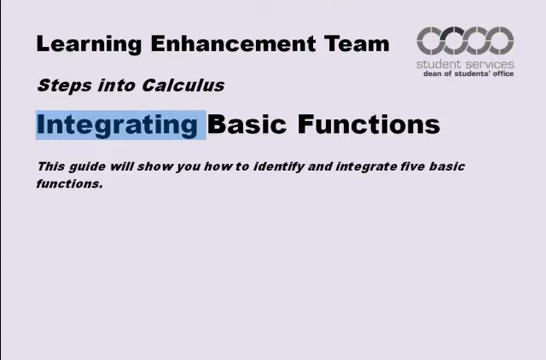 Learning Enhancement Team
student services
dean of students' office
Steps into Calculus
Integrating Basic Functions
This guide will show you how to identify and integrate five basic
functions.